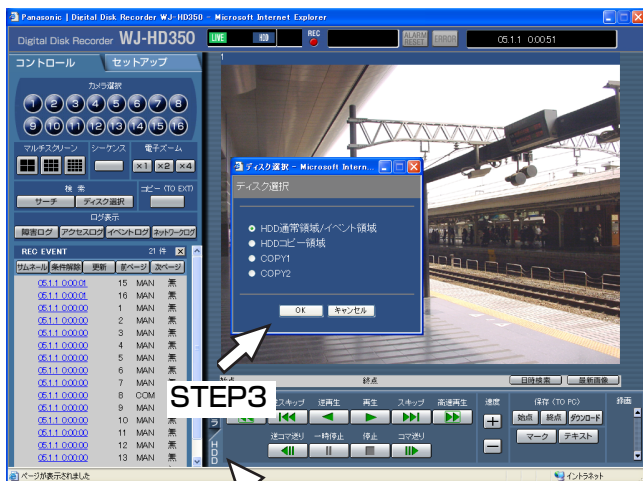 Panasonic | Digital Disk Recorder WJ-HD350 - Microsoft Internet Explorer
Digital Disk Recorder WJ-HD350
LIVE
HDD
REC
ALARM RESET
ERROR
05.1.1 0:00:51
コントロール
セットアップ
1
カメラ選択
1 2 3 4 5 6 7 8
9 10 11 12 13 14 15 16
マルチスクリーン
シーケンス
電子ズーム
×1 ×2 ×4
検 索
コピー (TO EXT)
サーチ
ディスク選択
ログ表示
障害ログ
アクセスログ
イベントログ
ネットワークログ
REC EVENT
21 件
X
サムネール
条件解除
更新
前ページ
次ページ
05.1.1 0:00:01 15 MAN 無
05.1.1 0:00:01 16 MAN 無
05.1.1 0:00:00 1 MAN 無
05.1.1 0:00:00 2 MAN 無
05.1.1 0:00:00 3 MAN 無
05.1.1 0:00:00 4 MAN 無
05.1.1 0:00:00 5 MAN 無
05.1.1 0:00:00 6 MAN 無
05.1.1 0:00:00 7 MAN 無
05.1.1 0:00:00 8 COM 無
05.1.1 0:00:00 9 MAN
05.1.1 0:00:00 10 MAN 無
05.1.1 0:00:00 11 MAN 無
05.1.1 0:00:00 12 MAN 無
05.1.1 0:00:00 13 MAN 無
ディスク選択 - Microsoft Intern...
ディスク選択
HDD通常領域/イベント領域
HDDコピー領域
COPY1
COPY2
OK
キャンセル
STEP3
終点
日時検索
最新画像
逆再生
再生
スキップ
高速再生
速度
保存 (TO PC)
録画
始点
終点
ダウンロード
マーク
テキスト
逆コマ送り
一時停止
停止
コマ送り
HDD
ページが表示されました
イントラネット